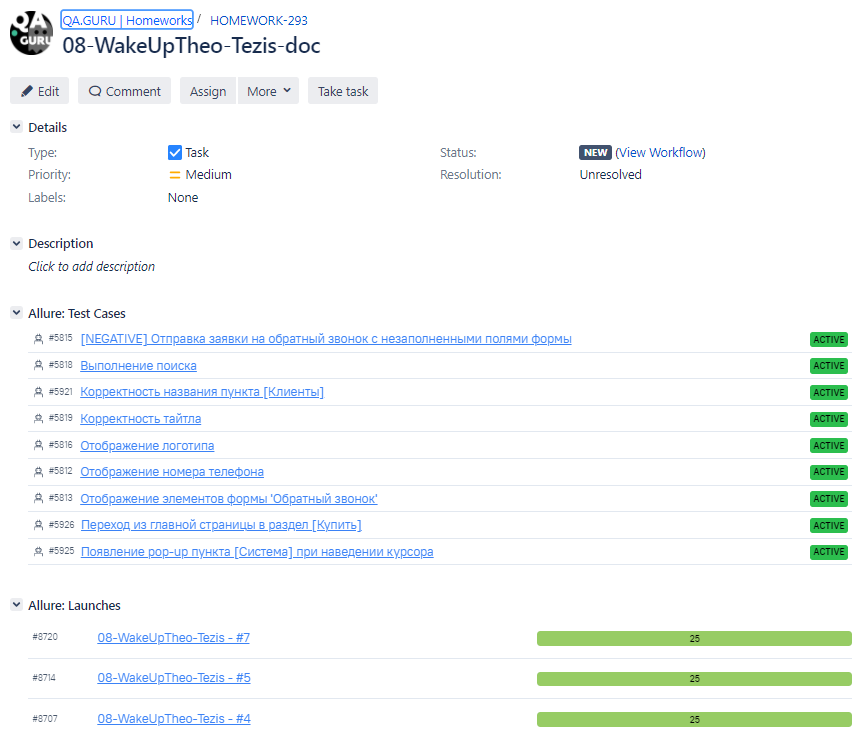 QA GURU
QA.GURU | Homeworks / HOMEWORK-293
08-WakeUpTheo-Tezis-doc
Edit Comment Assign More Take task
Details
Type: Task Status: NEW (View Workflow)
Priority: Medium Resolution: Unresolved
Labels: None
Description
Click to add description
Allure: Test Cases
#5815 [NEGATIVE] Отправка заявки на обратный звонок с незаполненными полями формы ACTIVE
#5818 Выполнение поиска ACTIVE
#5921 Корректность названия пункта [Клиенты] ACTIVE
#5819 Корректность тайтла ACTIVE
#5816 Отображение логотипа ACTIVE
#5812 Отображение номера телефона ACTIVE
#5813 Отображение элементов формы 'Обратный звонок' ACTIVE
#5926 Переход из главной страницы в раздел [Купить] ACTIVE
#5925 Появление pop-up пункта [Система] при наведении курсора ACTIVE
Allure: Launches
#8720 08-WakeUpTheo-Tezis - #7 25
#8714 08-WakeUpTheo-Tezis - #5 25
#8707 08-WakeUpTheo-Tezis - #4 25